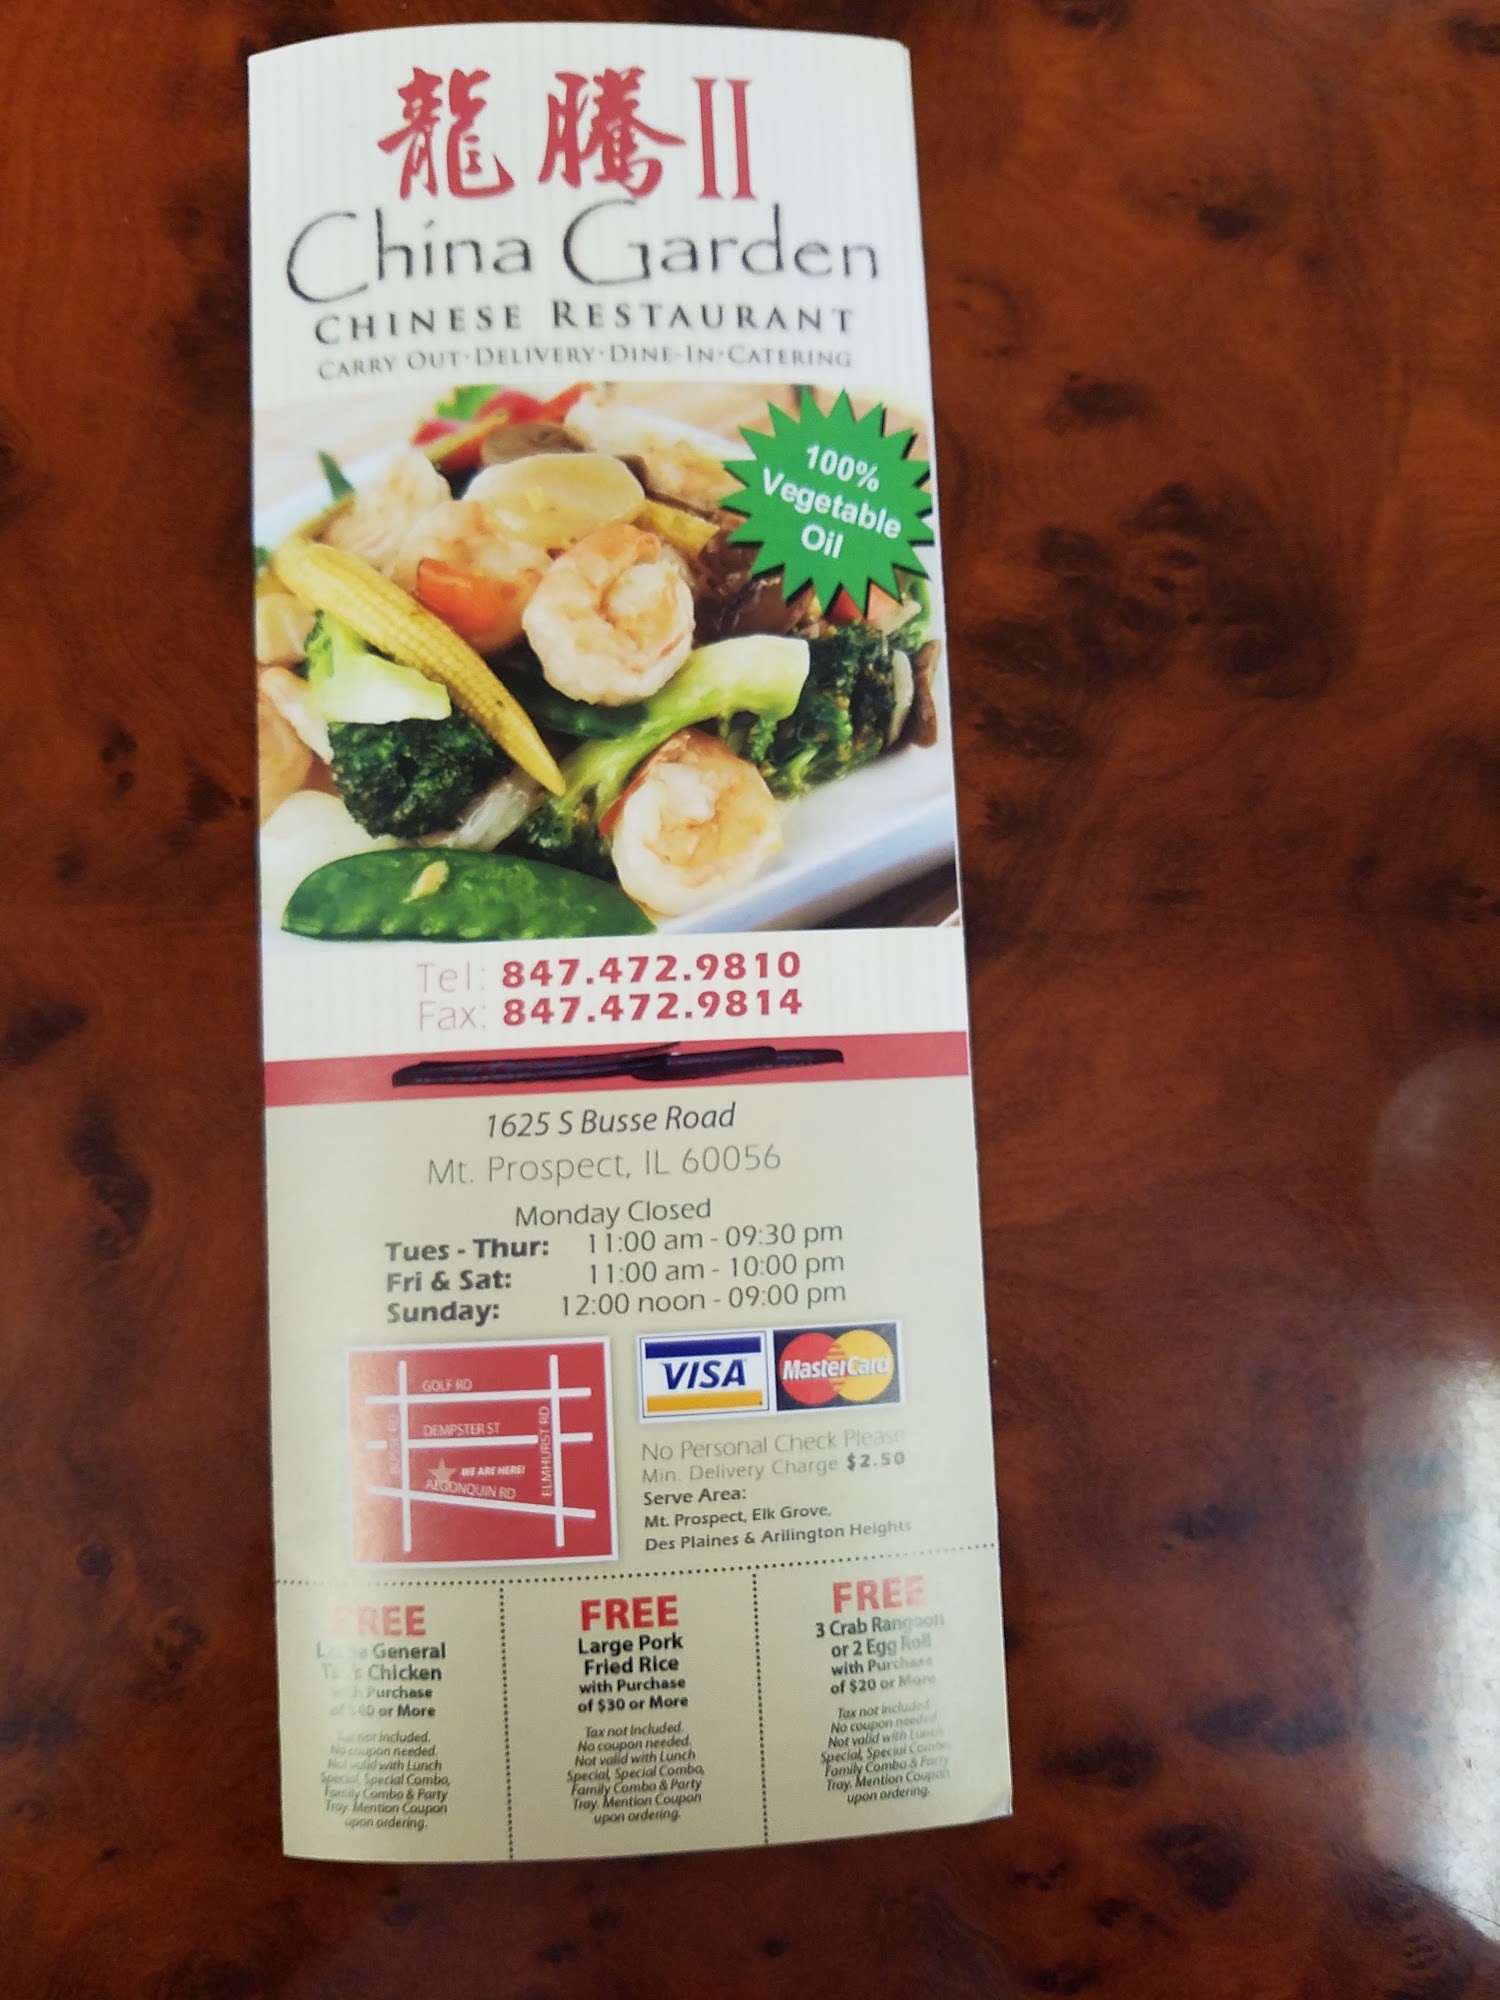 龍騰II
China Garden
CHINESE RESTAURANT
CARRY OUT·DELIVERY·DINE-IN·CATERING
100%
Vegetable
Oil
Tel: 847.472.9810
Fax: 847.472.9814
1625 S Busse Road
Mt. Prospect, IL 60056
Monday Closed
Tues - Thur: 11:00 am - 09:30 pm
Fri & Sat: 11:00 am - 10:00 pm
Sunday: 12:00 noon - 09:00 pm
GOLF RD
DEMPSTER ST
BUSSE RD
ELMHURST RD
WE ARE HERE!
ALGONQUIN RD
VISA
MasterCard
No Personal Check Please
Min. Delivery Charge $2.50
Serve Area:
Mt. Prospect, Elk Grove,
Des Plaines & Arilington Heights
FREE
Large General
Tso's Chicken
with Purchase
of $40 or More
Tax not Included.
No coupon needed.
Not valid with Lunch
Special, Special Combo,
Family Combo & Party
Tray. Mention Coupon
upon ordering.
FREE
Large Pork
Fried Rice
with Purchase
of $30 or More
Tax not Included.
No coupon needed.
Not valid with Lunch
Special, Special Combo,
Family Combo & Party
Tray. Mention Coupon
upon ordering.
FREE
3 Crab Rangoon
or 2 Egg Roll
with Purchase
of $20 or More
Tax not Included.
No coupon needed.
Not valid with Lunch
Special, Special Combo,
Family Combo & Party
Tray. Mention Coupon
upon ordering.